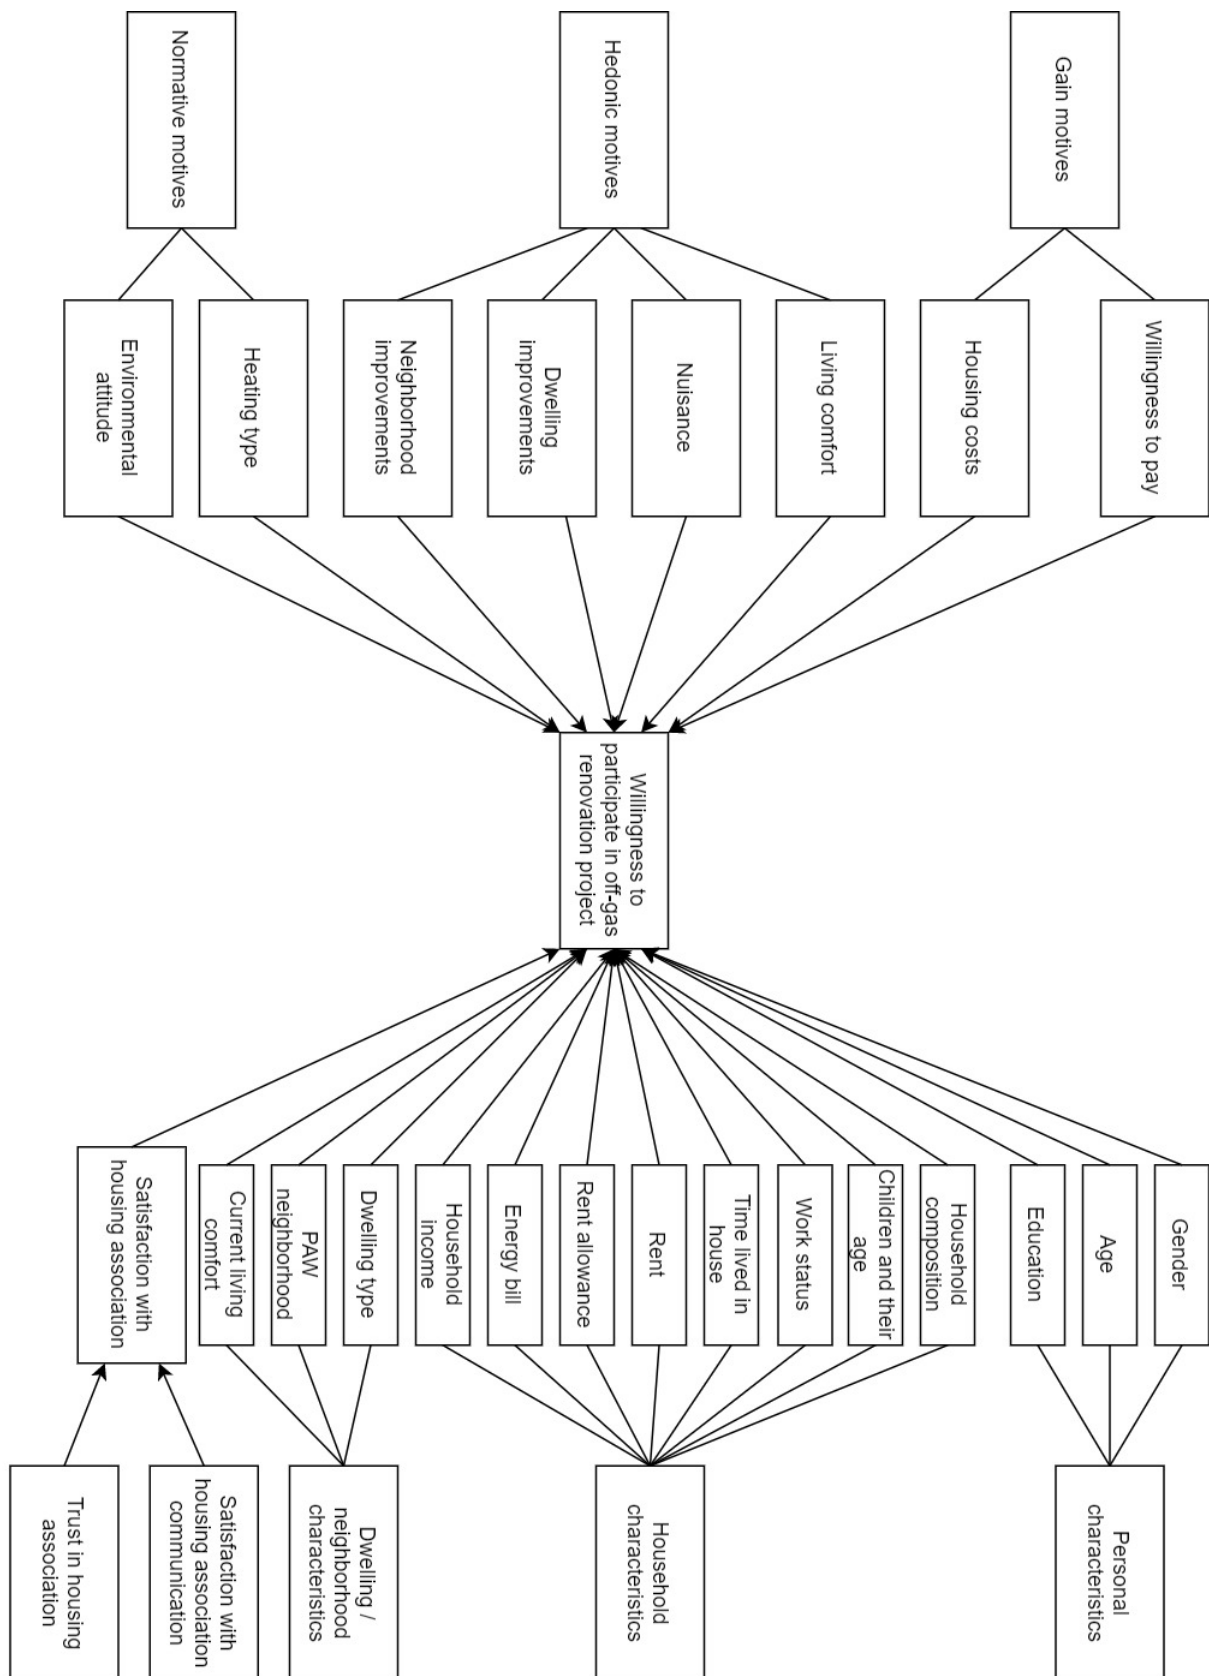 Gain motives
Hedonic motives
Normative motives
Willingness to pay
Housing costs
Living comfort
Nuisance
Dwelling
improvements
Neighborhood
improvements
Heating type
Environmental
attitude
Willingness to
participate in off-gas
renovation project
Gender
Age
Education
Household
composition
Children and their
age
Work status
Time lived in
house
Rent
Rent allowance
Energy bill
Household
income
Dwelling type
PAW
neighborhood
Current living
comfort
Satisfaction with
housing association
Personal
characteristics
Household
characteristics
Dwelling /
neighborhood
characteristics
Satisfaction with
housing association
communication
Trust in housing
association